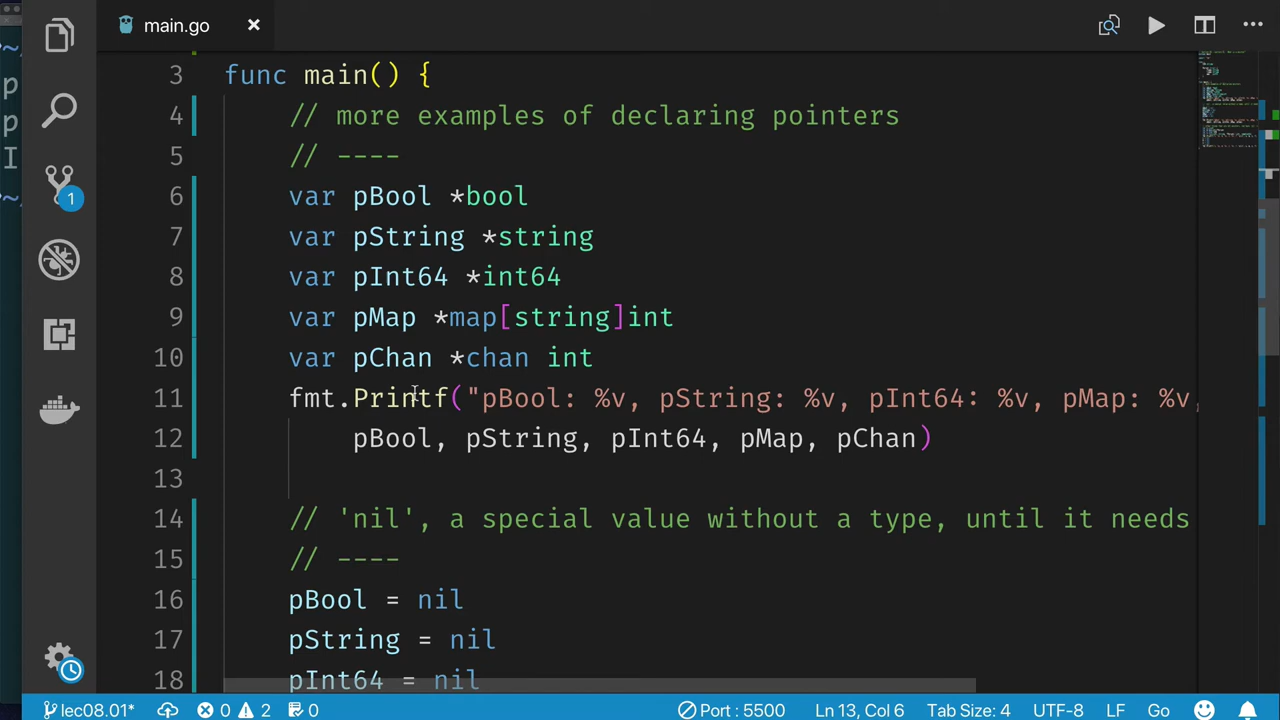 main.go
3 func main() {
4 // more examples of declaring pointers
5 // ----
6 var pBool *bool
7 var pString *string
8 var pInt64 *int64
9 var pMap *map[string]int
10 var pChan *chan int
11 fmt.Printf("pBool: %v, pString: %v, pInt64: %v, pMap: %v,
12 pBool, pString, pInt64, pMap, pChan)
13
14 // 'nil', a special value without a type, until it needs
15 // ----
16 pBool = nil
17 pString = nil
18 pInt64 = nil
~
p
p
I
~
1
lec08.01* 0 2 0 Port : 5500 Ln 13, Col 6 Tab Size: 4 UTF-8 LF Go